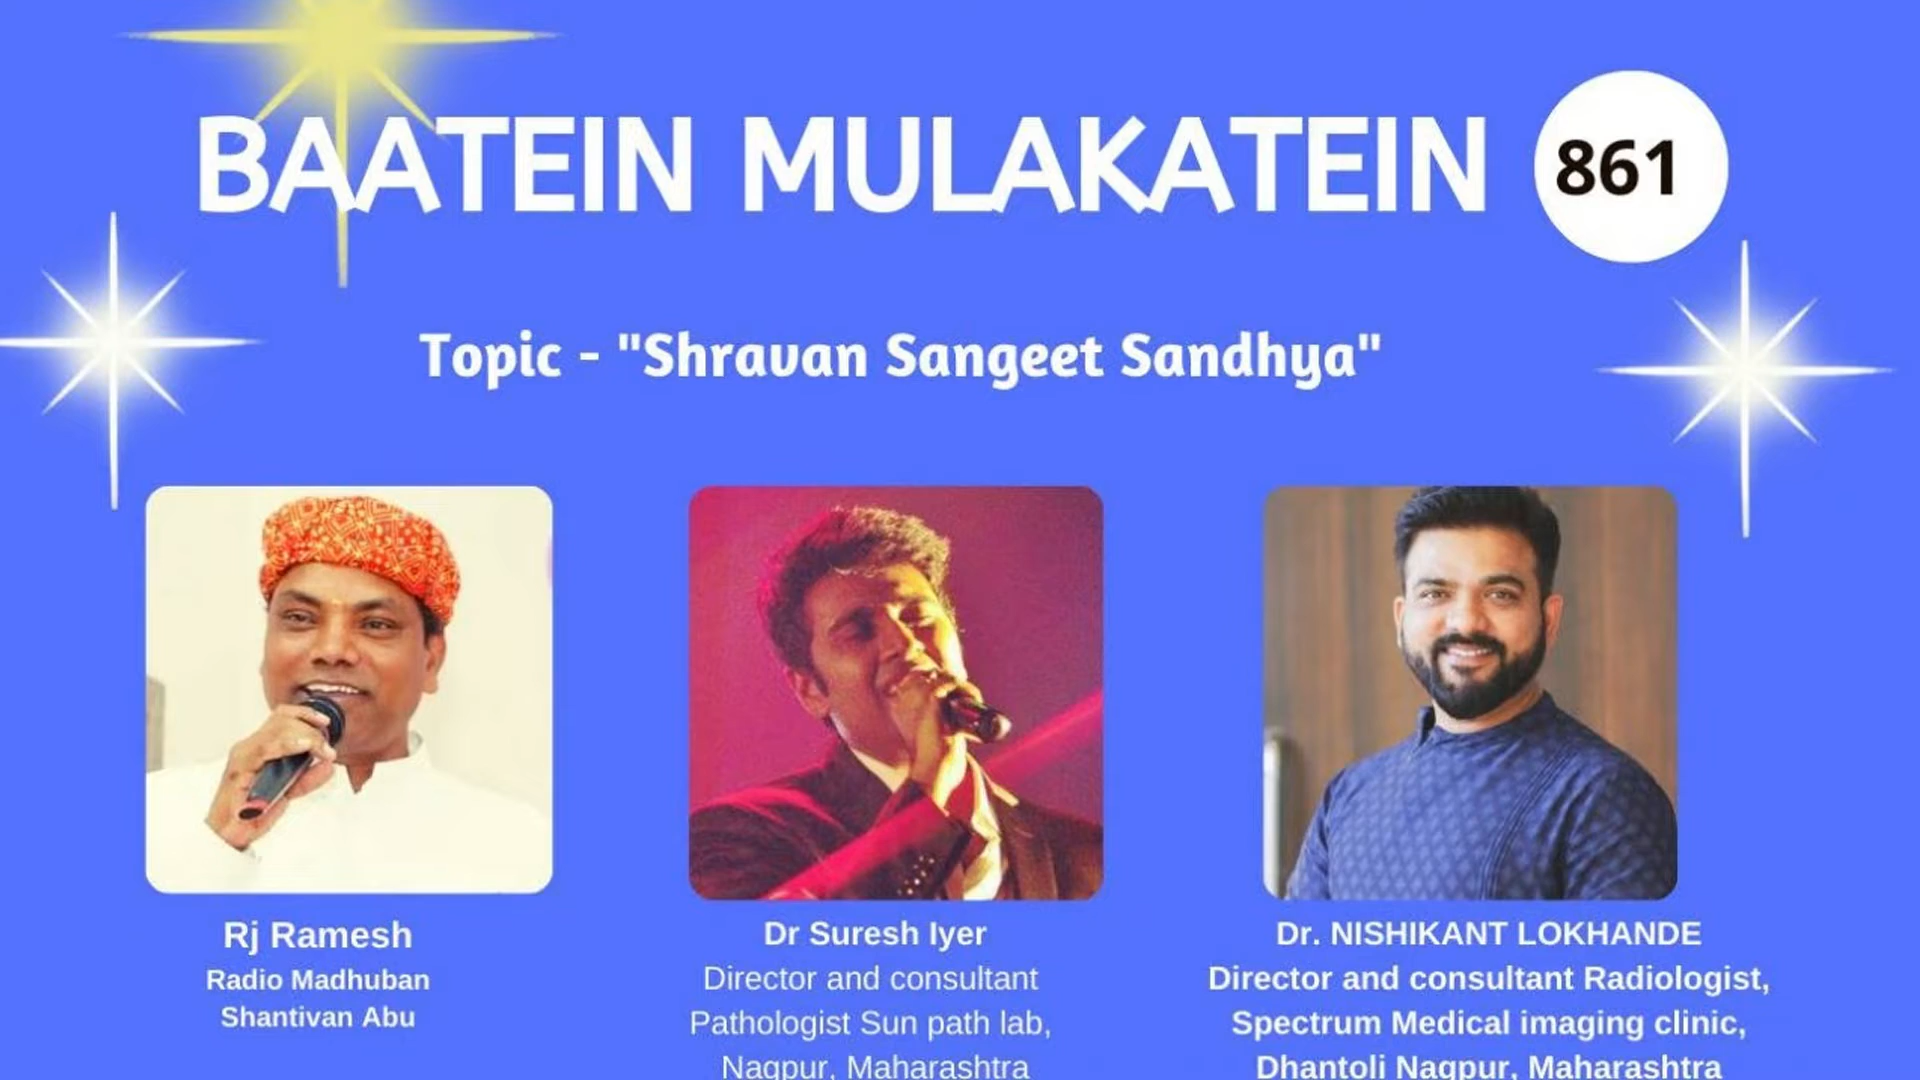 BAATEIN MULAKATEIN 861
Topic - "Shravan Sangeet Sandhya"
Rj Ramesh
Radio Madhuban
Shantivan Abu
Dr Suresh Iyer
Director and consultant
Pathologist Sun path lab,
Nagpur, Maharashtra
Dr. NISHIKANT LOKHANDE
Director and consultant Radiologist,
Spectrum Medical imaging clinic,
Dhantoli Nagpur, Maharashtra